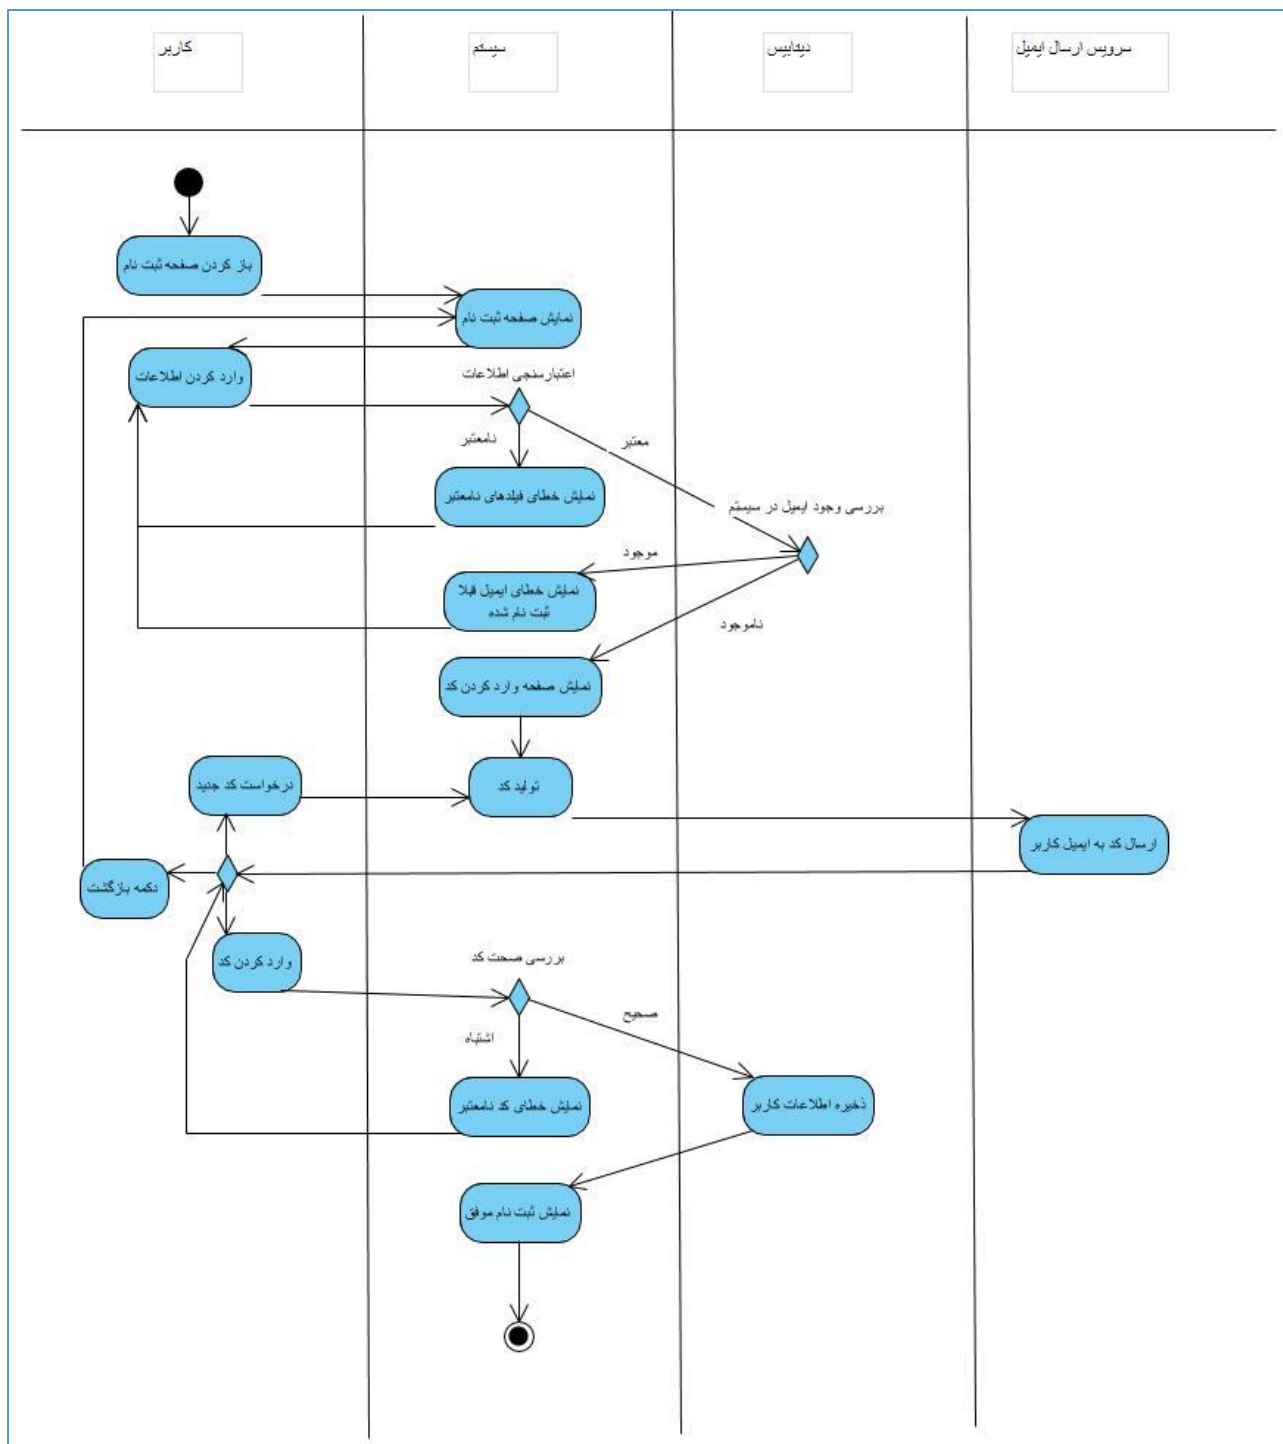 کاربر
سیستم
دیتابیس
سرویس ارسال ایمیل
باز کردن صفحه ثبت نام
نمایش صفحه ثبت نام
وارد کردن اطلاعات
اعتبارسنجی اطلاعات
نامعتبر
معتبر
نمایش خطای فیلدهای نامعتبر
بررسی وجود ایمیل در سیستم
موجود
نمایش خطای ایمیل قبلا
ثبت نام شده
ناموجود
نمایش صفحه وارد کردن کد
درخواست کد جدید
تولید کد
ارسال کد به ایمیل کاربر
دکمه بازگشت
وارد کردن کد
بررسی صحت کد
صحیح
اشتباه
نمایش خطای کد نامعتبر
ذخیره اطلاعات کاربر
نمایش ثبت نام موفق